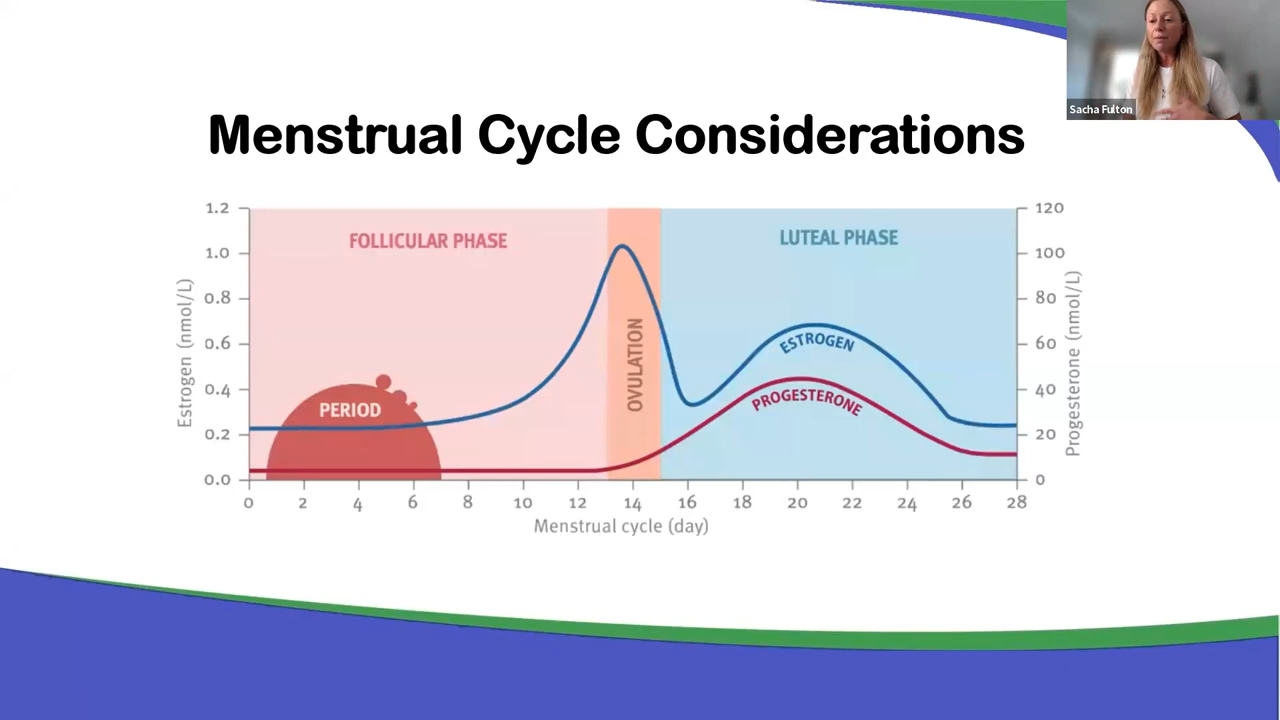 Sacha Fulton
Menstrual Cycle Considerations
1.2
1.0
0.8
0.6
0.4
0.2
0.0
Estrogen (nmol/L)
FOLLICULAR PHASE
PERIOD
OVULATION
LUTEAL PHASE
ESTROGEN
PROGESTERONE
120
100
80
60
40
20
0
Progesterone (nmol/L)
0 2 4 6 8 10 12 14 16 18 20 22 24 26 28
Menstrual cycle (day)